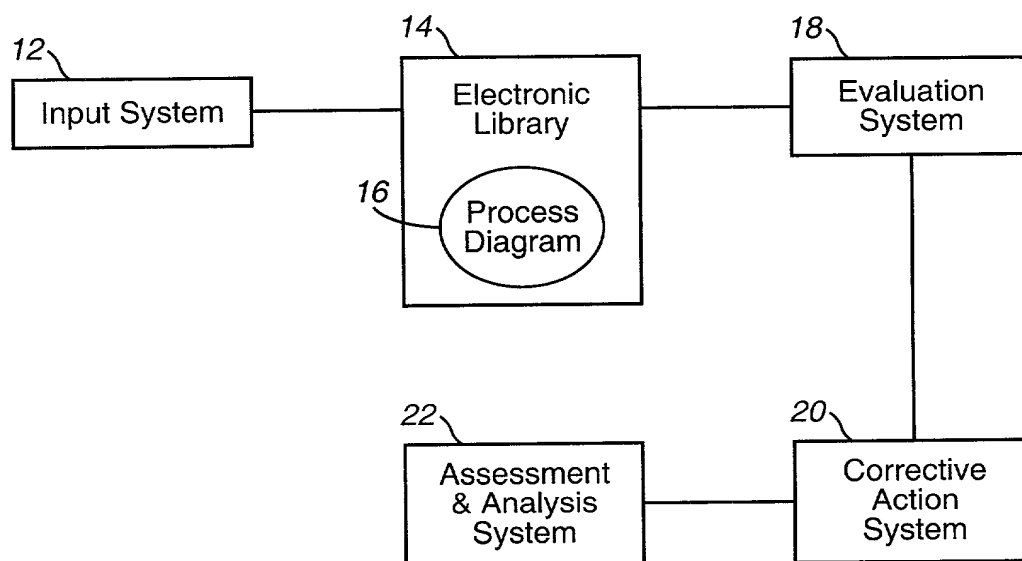 12
Input System
14
Electronic
Library
16
Process
Diagram
18
Evaluation
System
22
Assessment
& Analysis
System
20
Corrective
Action
System